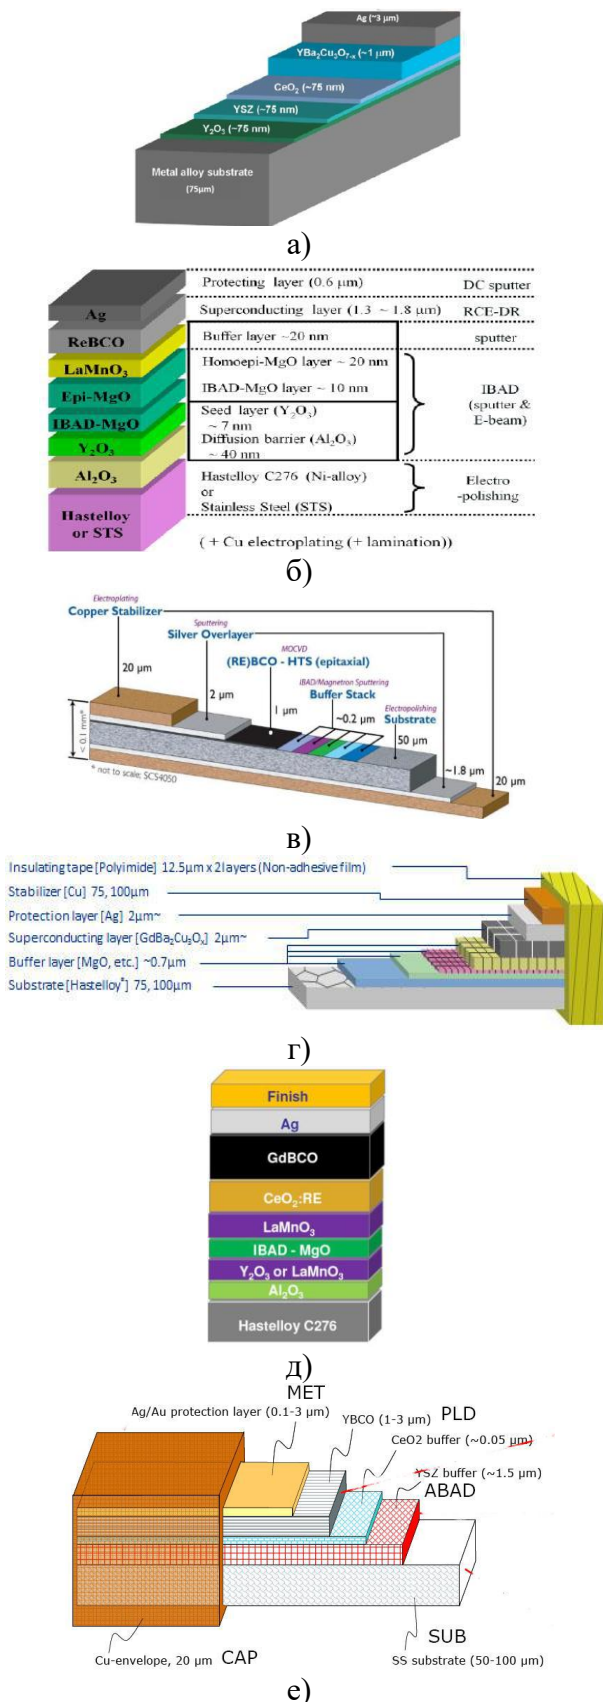 Ag (~3 µm)
YBa₂Cu₃O₇₋ₓ (~1 µm)
CeO₂ (~75 nm)
YSZ (~75 nm)
Y₂O₃ (~75 nm)
Metal alloy substrate
(75µm)
а)
Protecting layer (0.6 µm) DC sputter
Ag
Superconducting layer (1.3 ~ 1.8 µm) RCE-DR
ReBCO
Buffer layer ~20 nm sputter
LaMnO₃
Homoepi-MgO layer ~ 20 nm
Epi-MgO
IBAD-MgO layer ~ 10 nm
IBAD
(sputter &
E-beam)
IBAD-MgO
Seed layer (Y₂O₃)
~ 7 nm
Y₂O₃
Diffusion barrier (Al₂O₃)
~ 40 nm
Al₂O₃
Hastelloy C276 (Ni-alloy)
or
Stainless Steel (STS)
Electro
-polishing
Hastelloy
or STS
( + Cu electroplating (+ lamination))
б)
Electroplating
Copper Stabilizer
Sputtering
Silver Overlayer
MOCVD
(RE)BCO - HTS (epitaxial)
IBAD/Magnetron Sputtering
Buffer Stack
Electropolishing
Substrate
20 µm
2 µm
1 µm
~0.2 µm
50 µm
~1.8 µm
20 µm
< 0.1 mm*
* not to scale; SCS4050
в)
Insulating tape [Polyimide] 12.5µm x 2 layers (Non-adhesive film)
Stabilizer [Cu] 75, 100µm
Protection layer [Ag] 2µm~
Superconducting layer [GdBa₂Cu₃Oₓ] 2µm~
Buffer layer [MgO, etc.] ~0.7µm
Substrate [Hastelloy®] 75, 100µm
г)
Finish
Ag
GdBCO
CeO₂:RE
LaMnO₃
IBAD - MgO
Y₂O₃ or LaMnO₃
Al₂O₃
Hastelloy C276
д)
MET
Ag/Au protection layer (0.1-3 µm)
YBCO (1-3 µm) PLD
CeO2 buffer (~0.05 µm)
YSZ buffer (~1.5 µm)
ABAD
SUB
Cu-envelope, 20 µm CAP
SS substrate (50-100 µm)
е)